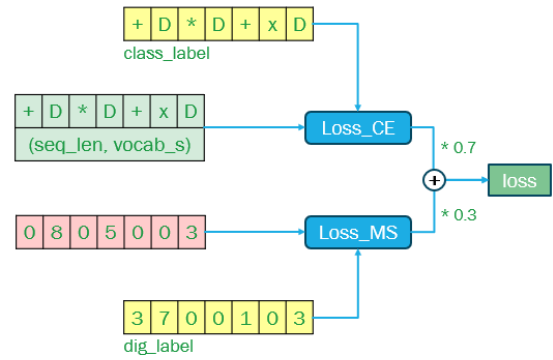 + D * D + x D
class_label
+ D * D + x D
(seq_len, vocab_s)
Loss_CE
* 0.7
+
loss
* 0.3
0 8 0 5 0 0 3
Loss_MS
3 7 0 0 1 0 3
dig_label